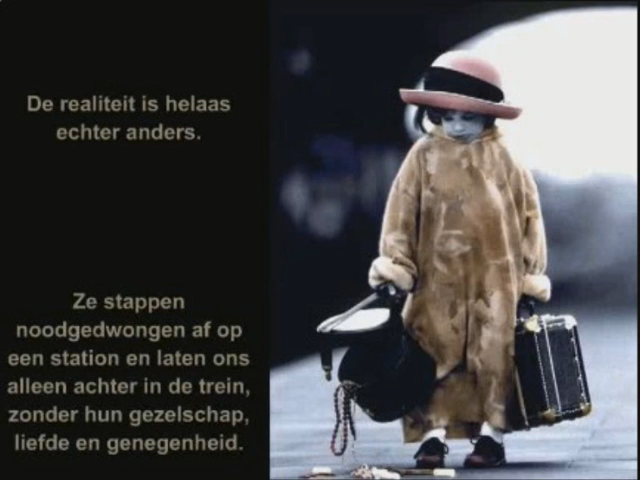 De realiteit is helaas
echter anders.
Ze stappen
noodgedwongen af op
een station en laten ons
alleen achter in de trein,
zonder hun gezelschap,
liefde en genegenheid.